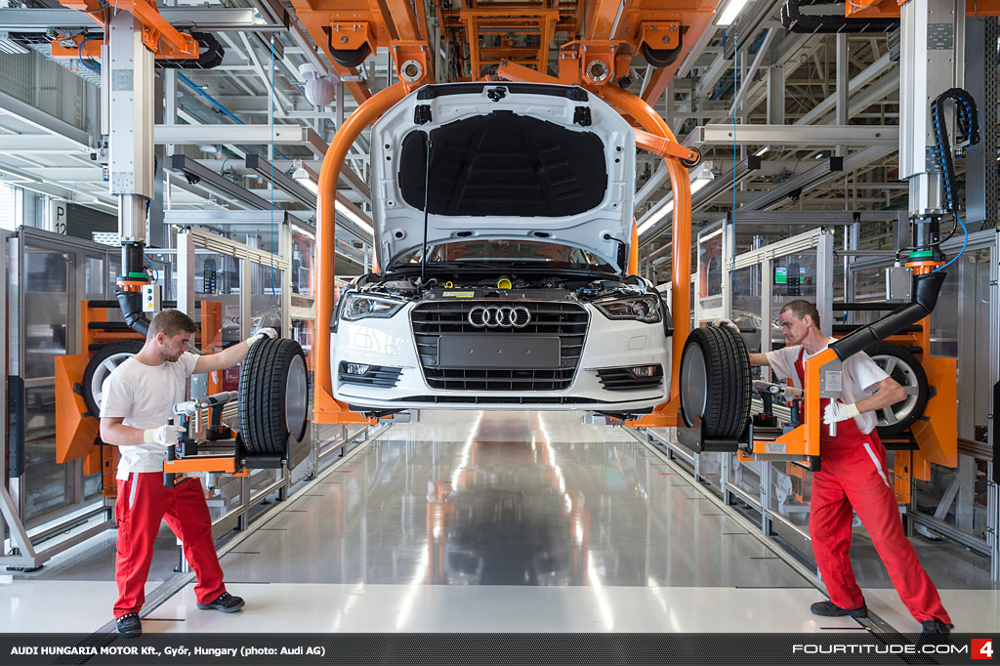 P
12
AUDI HUNGARIA MOTOR Kft., Győr, Hungary (photo: Audi AG)
FOURTITUDE.COM 4